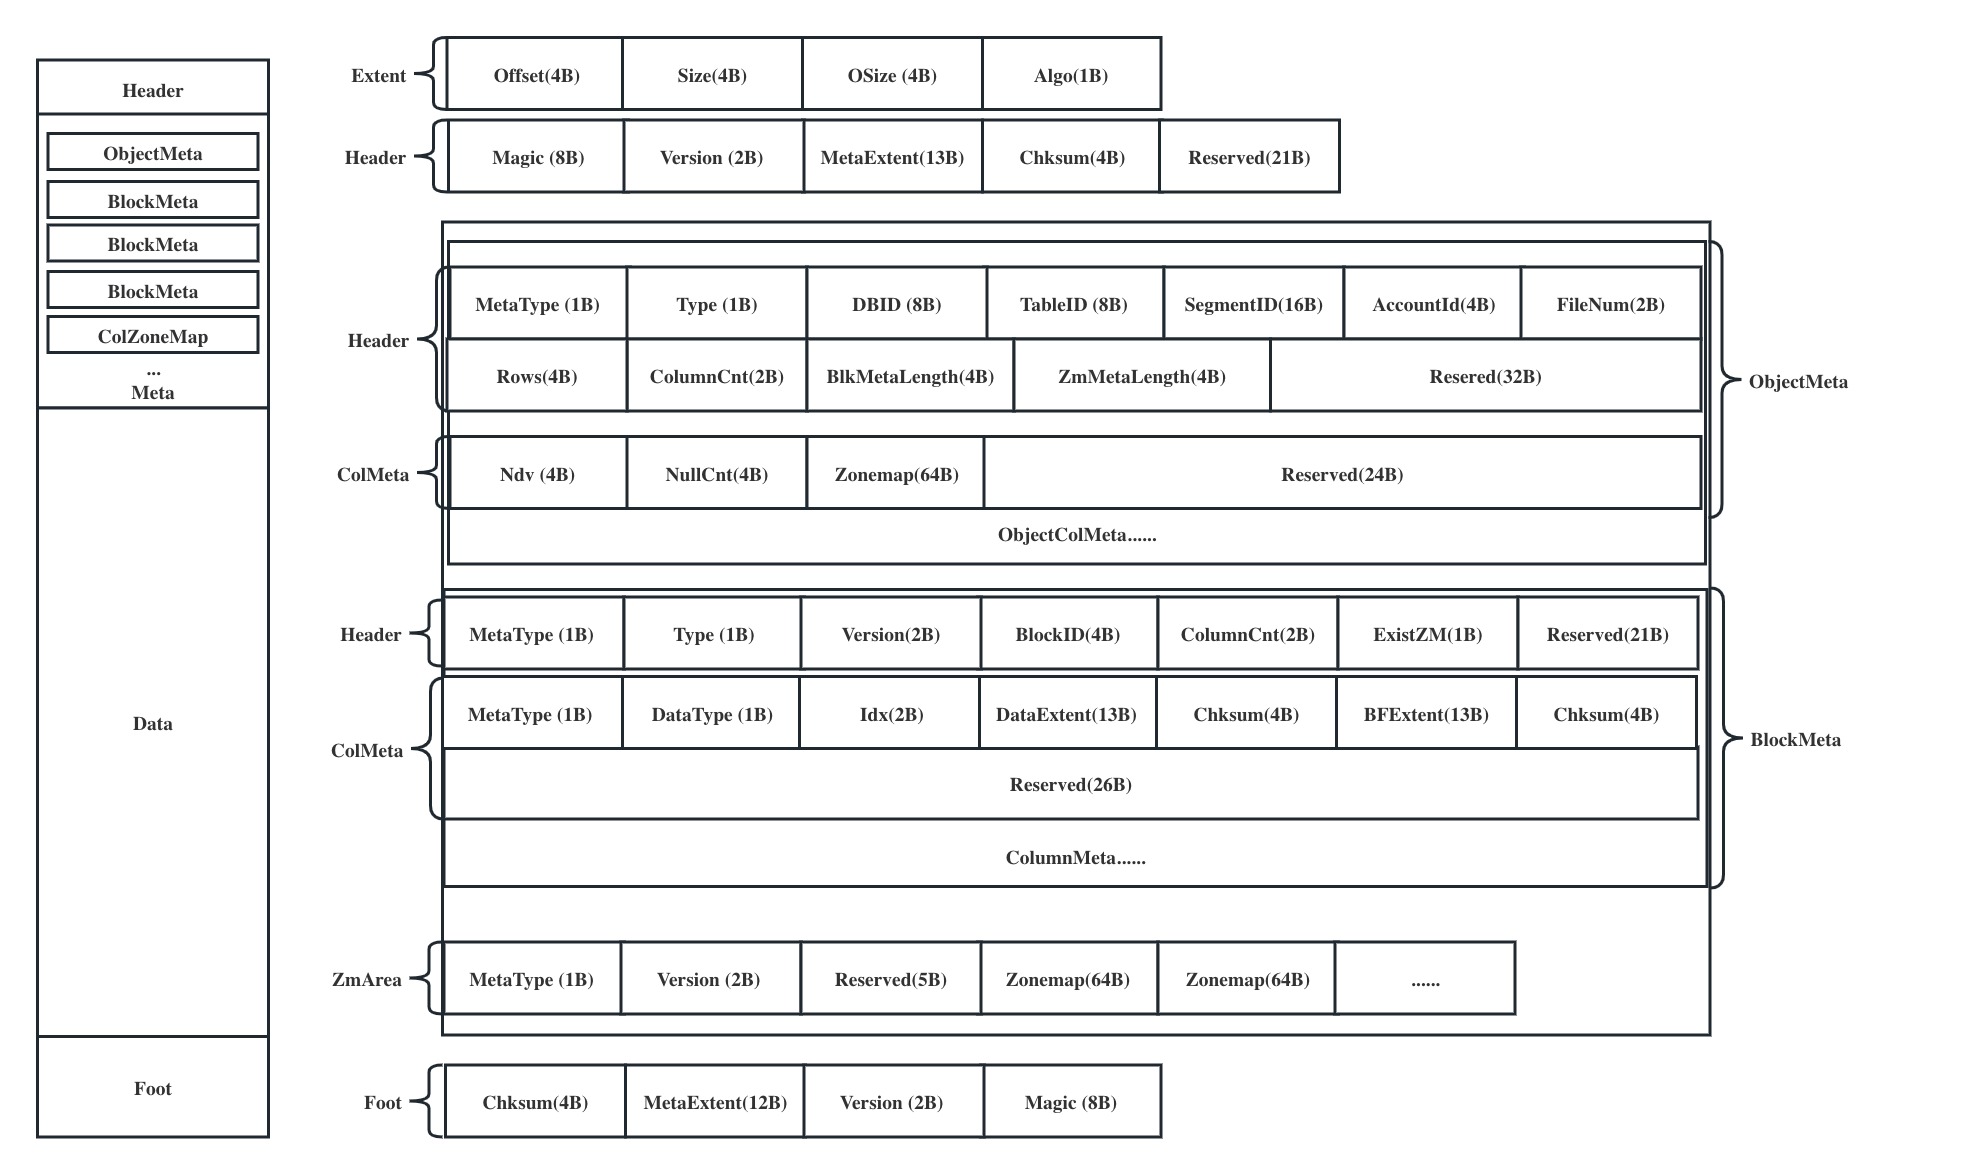 Header
ObjectMeta
BlockMeta
BlockMeta
BlockMeta
ColZoneMap
...
Meta
Data
Foot
Extent Offset(4B) Size(4B) OSize (4B) Algo(1B)
Header Magic (8B) Version (2B) MetaExtent(13B) Chksum(4B) Reserved(21B)
Header
MetaType (1B) Type (1B) DBID (8B) TableID (8B) SegmentID(16B) AccountId(4B) FileNum(2B)
Rows(4B) ColumnCnt(2B) BlkMetaLength(4B) ZmMetaLength(4B) Resered(32B)
ObjectMeta
ColMeta Ndv (4B) NullCnt(4B) Zonemap(64B) Reserved(24B)
ObjectColMeta......
Header MetaType (1B) Type (1B) Version(2B) BlockID(4B) ColumnCnt(2B) ExistZM(1B) Reserved(21B)
ColMeta
MetaType (1B) DataType (1B) Idx(2B) DataExtent(13B) Chksum(4B) BFExtent(13B) Chksum(4B)
BlockMeta
Reserved(26B)
ColumnMeta......
ZmArea MetaType (1B) Version (2B) Reserved(5B) Zonemap(64B) Zonemap(64B) ......
Foot Chksum(4B) MetaExtent(12B) Version (2B) Magic (8B)